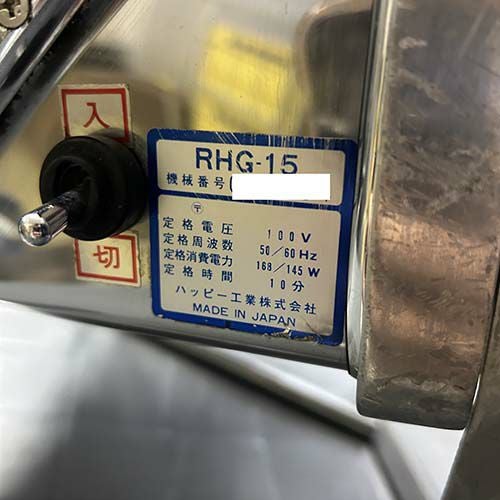 入
RHG-15
機械番号
〒
定格電圧 100V
定格周波数 50/60Hz
定格消費電力 168/145W
定格時間 10分
ハッピー工業株式会社
MADE IN JAPAN
切